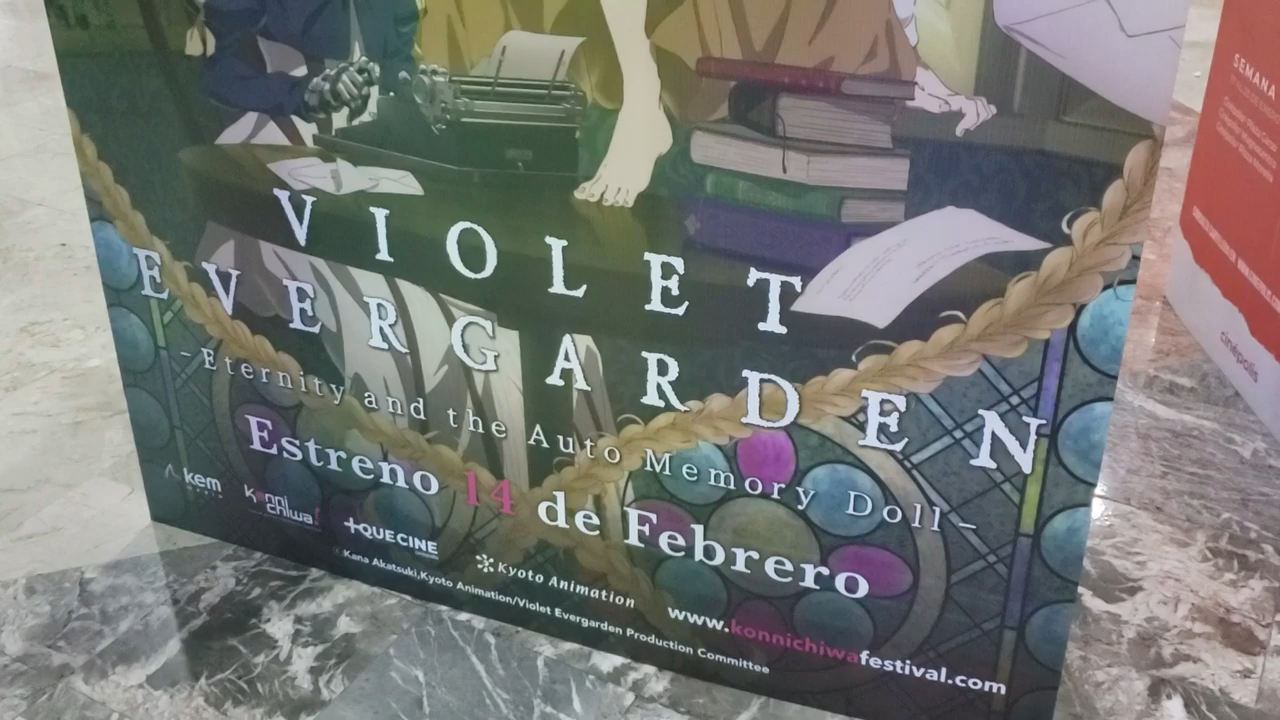 VIOLET
EVERGARDEN
-Eternity and the Auto Memory Doll-
Estreno 14 de Febrero
kem
konnichiwa!
+QUECINE
Kyoto Animation
www.konnichiwafestival.com
Kana Akatsuki,Kyoto Animation/Violet Evergarden Production Committee
SEMANA
cinépolis